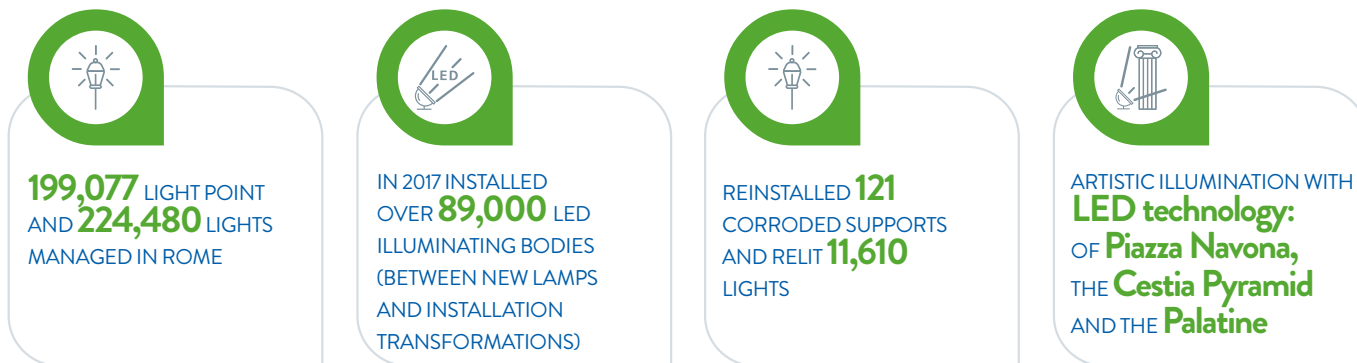 199,077 LIGHT POINT
AND 224,480 LIGHTS
MANAGED IN ROME
LED
IN 2017 INSTALLED
OVER 89,000 LED
ILLUMINATING BODIES
(BETWEEN NEW LAMPS
AND INSTALLATION
TRANSFORMATIONS)
REINSTALLED 121
CORRODED SUPPORTS
AND RELIT 11,610
LIGHTS
ARTISTIC ILLUMINATION WITH
LED technology:
OF Piazza Navona,
THE Cestia Pyramid
AND THE Palatine